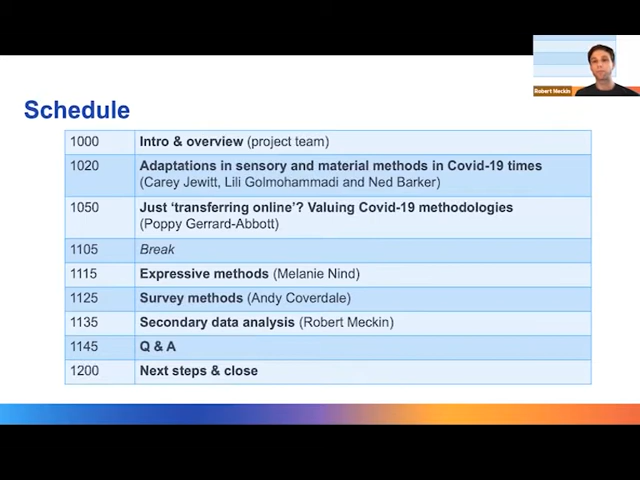 Robert Meckin
Schedule
1000 Intro & overview (project team)
1020 Adaptations in sensory and material methods in Covid-19 times
(Carey Jewitt, Lili Golmohammadi and Ned Barker)
1050 Just ‘transferring online’? Valuing Covid-19 methodologies
(Poppy Gerrard-Abbott)
1105 Break
1115 Expressive methods (Melanie Nind)
1125 Survey methods (Andy Coverdale)
1135 Secondary data analysis (Robert Meckin)
1145 Q & A
1200 Next steps & close